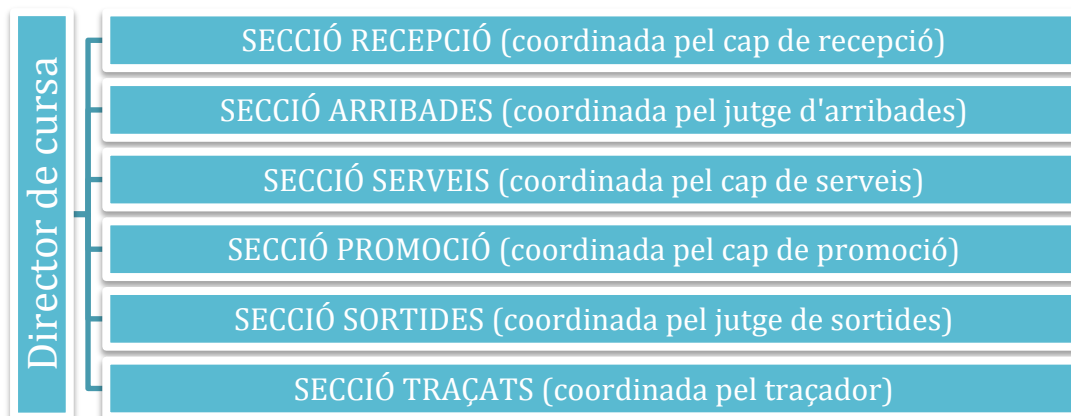 Director de cursa
SECCIÓ RECEPCIÓ (coordinada pel cap de recepció)
SECCIÓ ARRIBADES (coordinada pel jutge d'arribades)
SECCIÓ SERVEIS (coordinada pel cap de serveis)
SECCIÓ PROMOCIÓ (coordinada pel cap de promoció)
SECCIÓ SORTIDES (coordinada pel jutge de sortides)
SECCIÓ TRAÇATS (coordinada pel traçador)